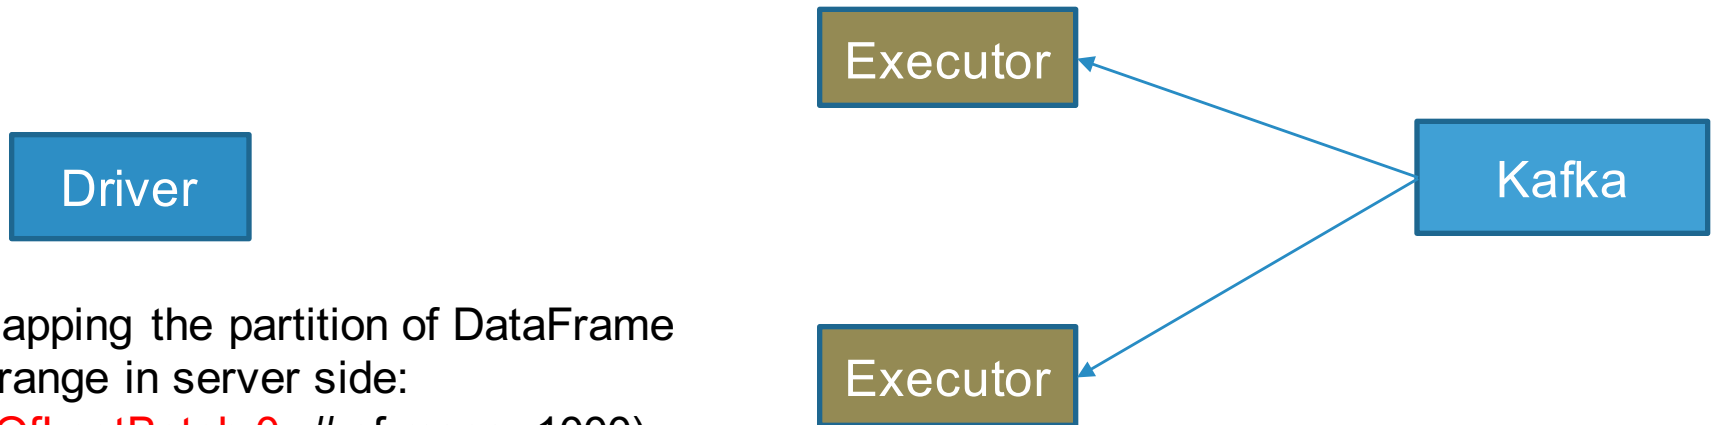 Executor
Driver
Kafka
apping the partition of DataFrame
range in server side:
Executor